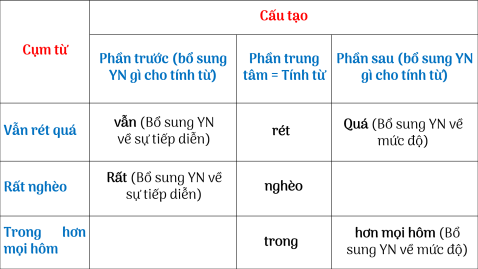 Cụm từ
Cấu tạo
Phần trước (bổ sung
YN gì cho tính từ)
Phần trung
tâm = Tính từ
Phần sau (bổ sung YN
gì cho tính từ)
Vẫn rét quá
vẫn (Bổ sung YN
về sự tiếp diễn)
rét
Quá (Bổ sung YN về
mức độ)
Rất nghèo
Rất (Bổ sung YN về
sự tiếp diễn)
nghèo
Trong hơn
mọi hôm
trong
hơn mọi hôm (Bổ
sung YN về mức độ)